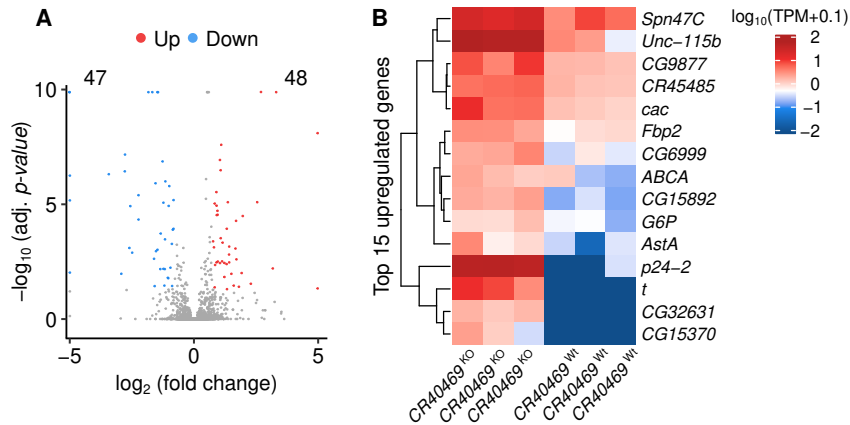 A
Up Down
47 48
10
5
0
−5 0 5
−log10 (adj. p-value)
log2 (fold change)
B
Top 15 upregulated genes
Spn47C
Unc−115b
CG9877
CR45485
cac
Fbp2
CG6999
ABCA
CG15892
G6P
AstA
p24−2
t
CG32631
CG15370
CR40469 KO
CR40469 KO
CR40469 KO
CR40469 Wt
CR40469 Wt
CR40469 Wt
log10(TPM+0.1)
2
1
0
−1
−2